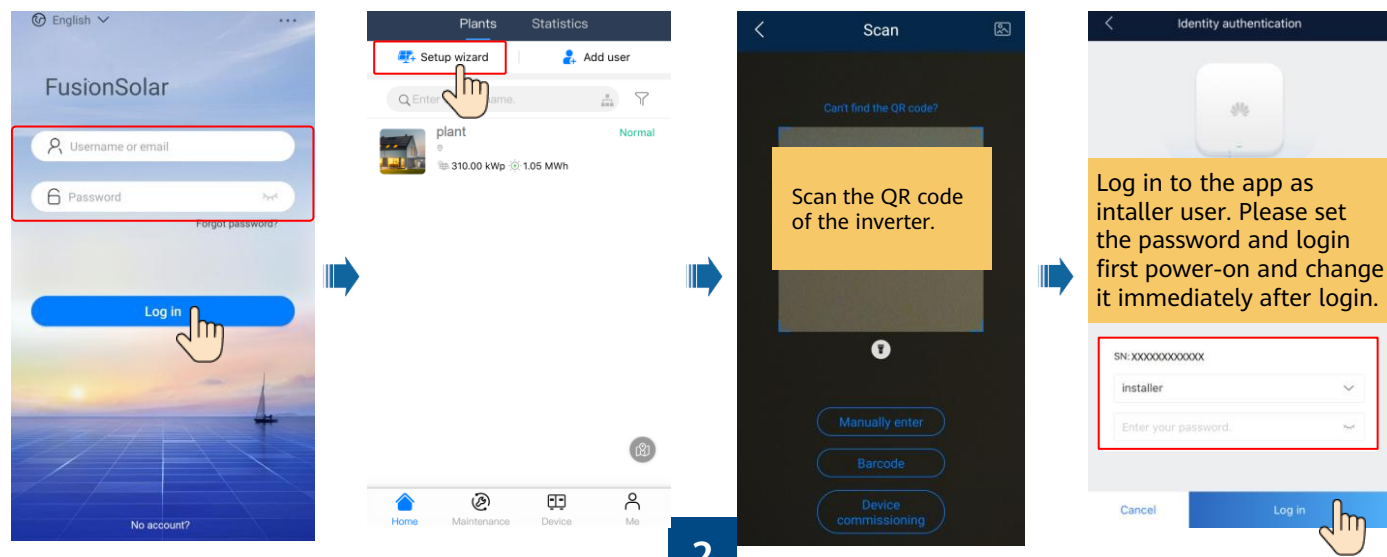 English
...
FusionSolar
Username or email
Password
Forgot password?
Log in
No account?
Plants Statistics
Setup wizard Add user
Enter name.
plant Normal
310.00 kWp 1.05 MWh
Home Maintenance Device Me
2
Scan
Can't find the QR code?
Scan the QR code
of the inverter.
Manually enter
Barcode
Device
commissioning
Identity authentication
Log in to the app as
intaller user. Please set
the password and login
first power-on and change
it immediately after login.
SN:XXXXXXXXXXXX
installer
Enter your password.
Cancel Log in